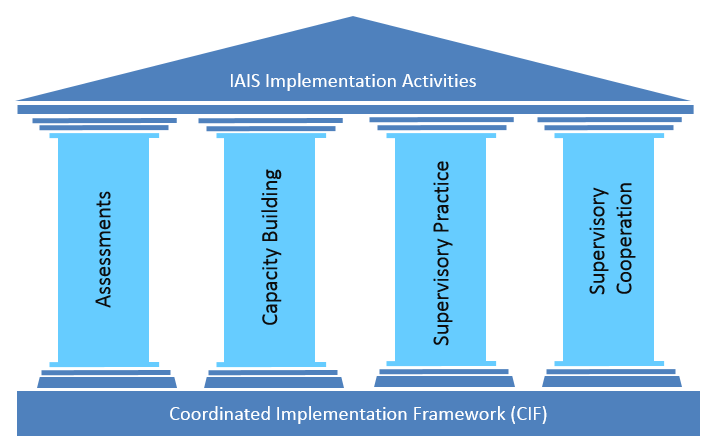 IAIS Implementation Activities
Assessments
Capacity Building
Supervisory Practice
Supervisory
Cooperation
Coordinated Implementation Framework (CIF)